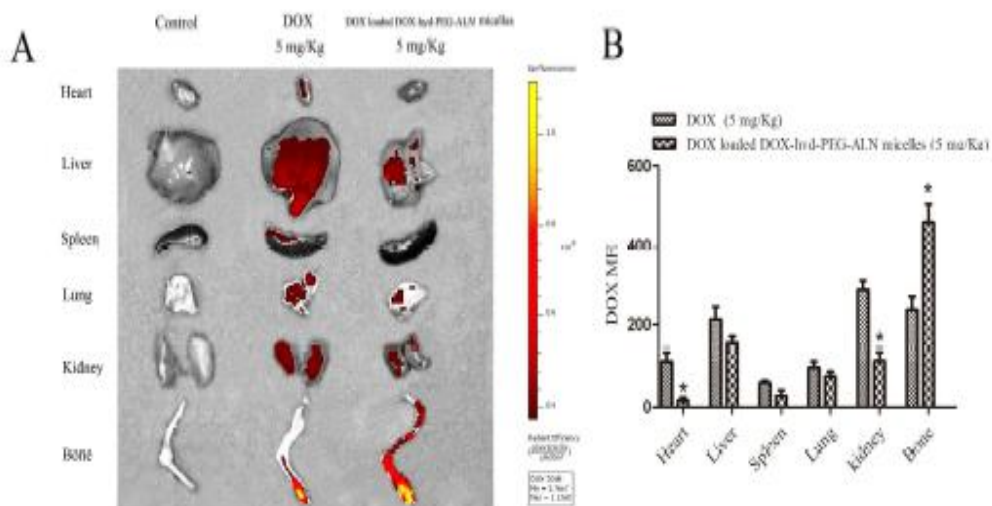 A
Control
DOX
5 mg/Kg
DOX loaded DOX-hyd-PEG-ALN micelles
5 mg/Kg
Heart
Liver
Spleen
Lung
Kidney
Bone
B
DOX (5 mg/Kg)
DOX loaded DOX-hyd-PEG-ALN micelles (5 mg/Kg)
DOX MFI
600
400
200
0
Heart
Liver
Spleen
Lung
kidney
Bone
*
*
*